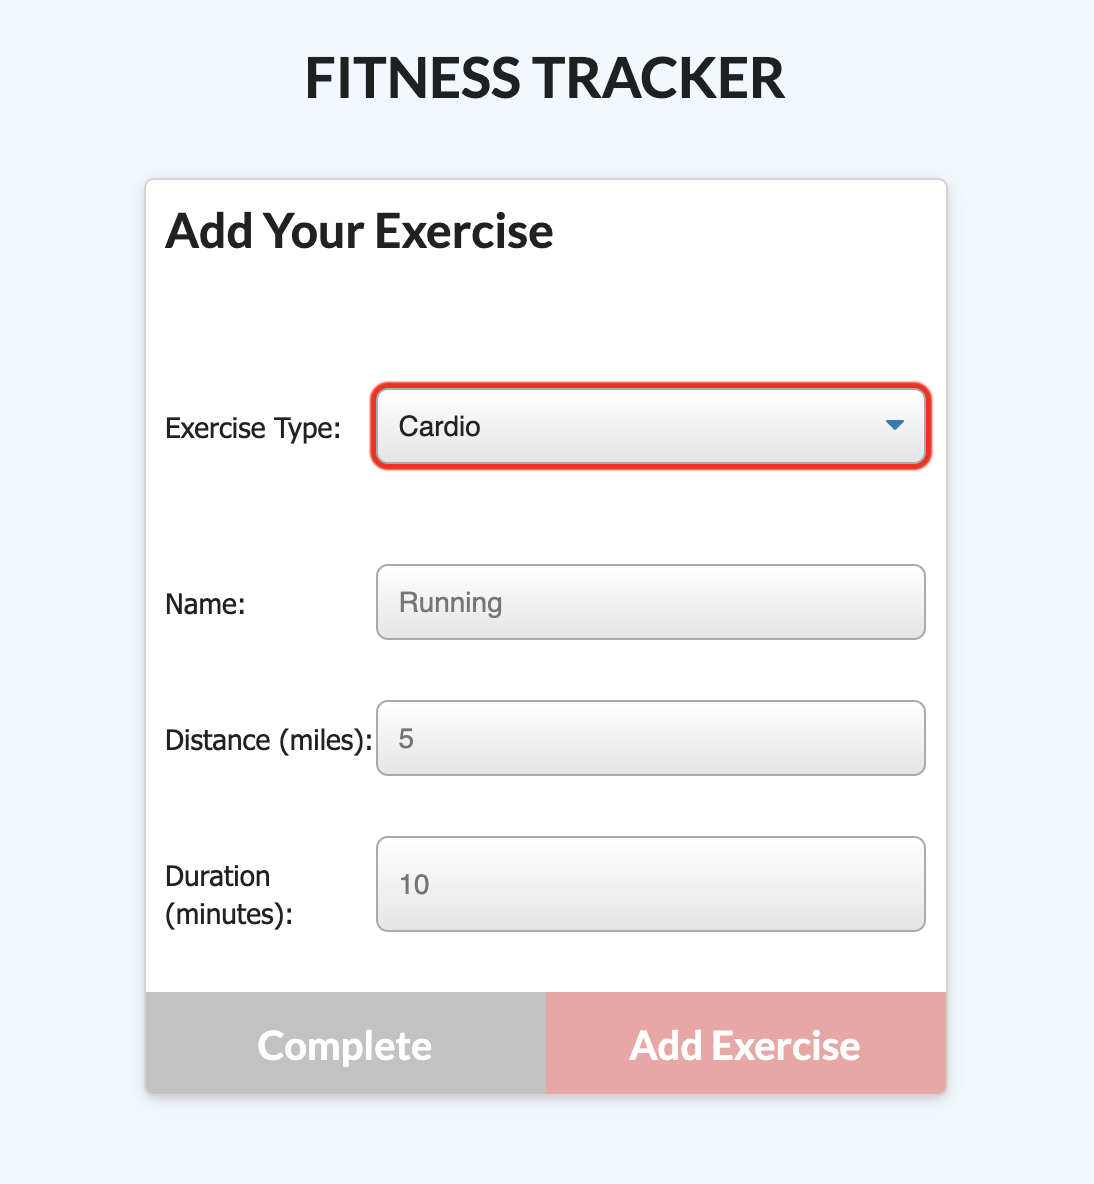 FITNESS TRACKER
Add Your Exercise
Exercise Type: Cardio
Name: Running
Distance (miles): 5
Duration
(minutes): 10
Complete Add Exercise